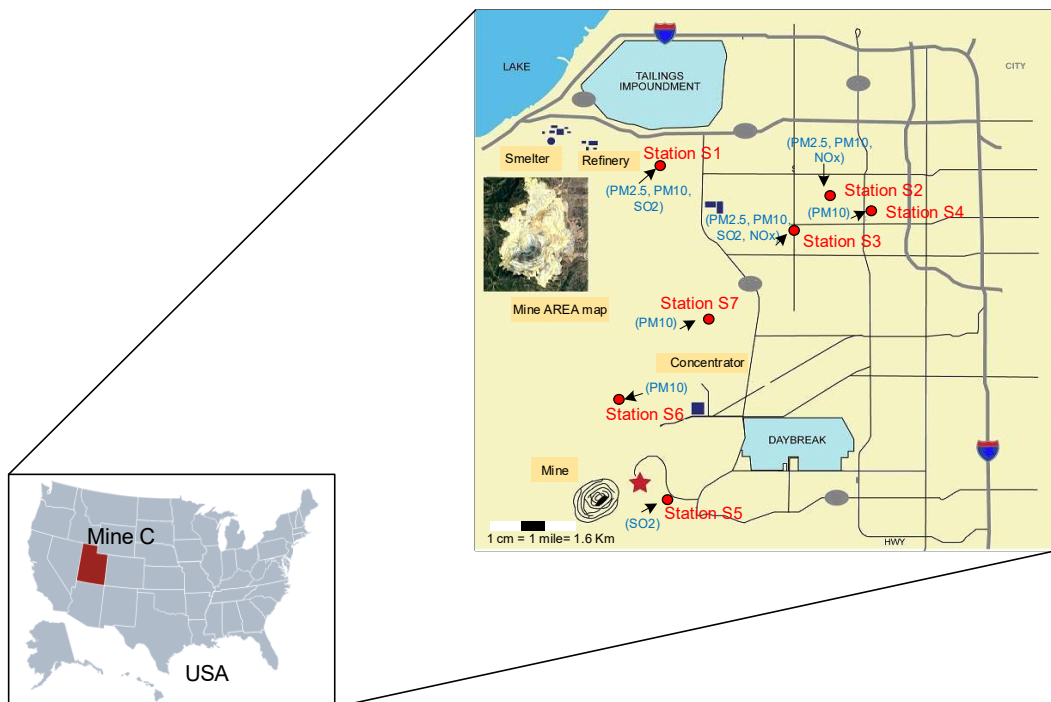 LAKE
TAILINGS
IMPOUNDMENT
CITY
(PM2.5, PM10,
NOx)
Smelter
Refinery
Station S1
(PM2.5, PM10,
SO2)
Station S2
(PM10)
Station S4
(PM2.5, PM10,
SO2, NOx)
Station S3
Mine AREA map
Station S7
(PM10)
Concentrator
(PM10)
Station S6
DAYBREAK
Mine
Station S5
(SO2)
1 cm = 1 mile= 1.6 Km
HWY
Mine C
USA